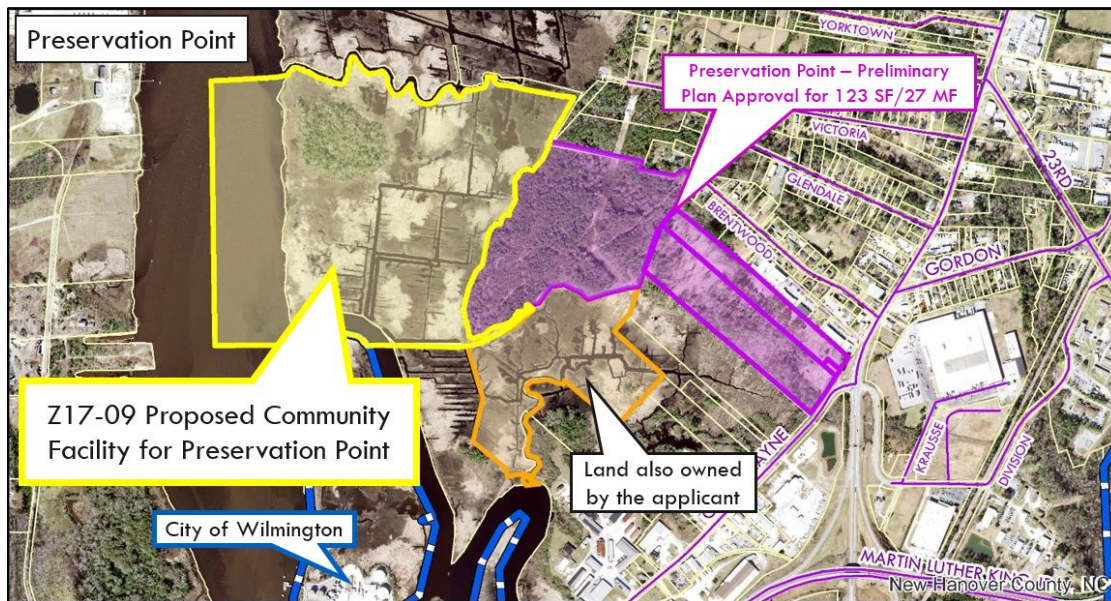 Preservation Point
YORKTOWN
Preservation Point – Preliminary
Plan Approval for 123 SF/27 MF
VICTORIA
23RD
GLENDALE
BRENTWOOD
GORDON
Z17-09 Proposed Community
Facility for Preservation Point
Land also owned
by the applicant
KRAUSSE
DIVISION
City of Wilmington
MARTIN LUTHER KING
New Hanover County, NC